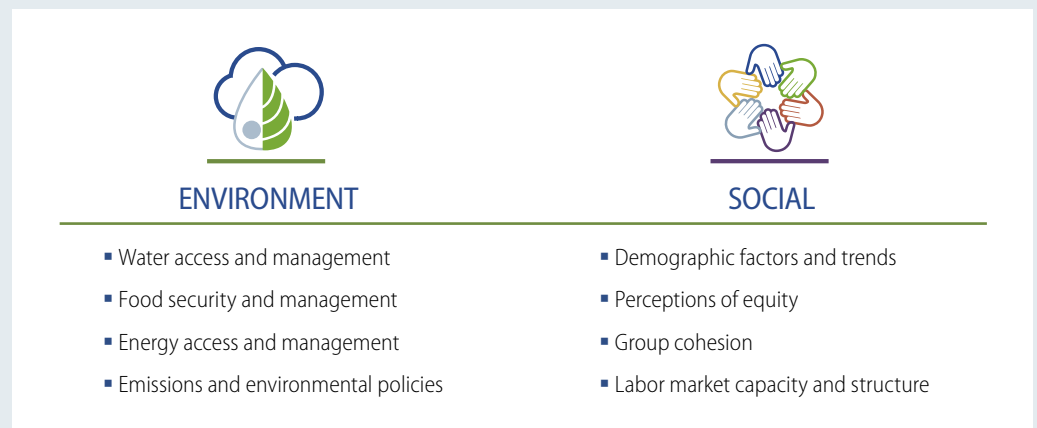 ENVIRONMENT
▪ Water access and management
▪ Food security and management
▪ Energy access and management
▪ Emissions and environmental policies
SOCIAL
▪ Demographic factors and trends
▪ Perceptions of equity
▪ Group cohesion
▪ Labor market capacity and structure